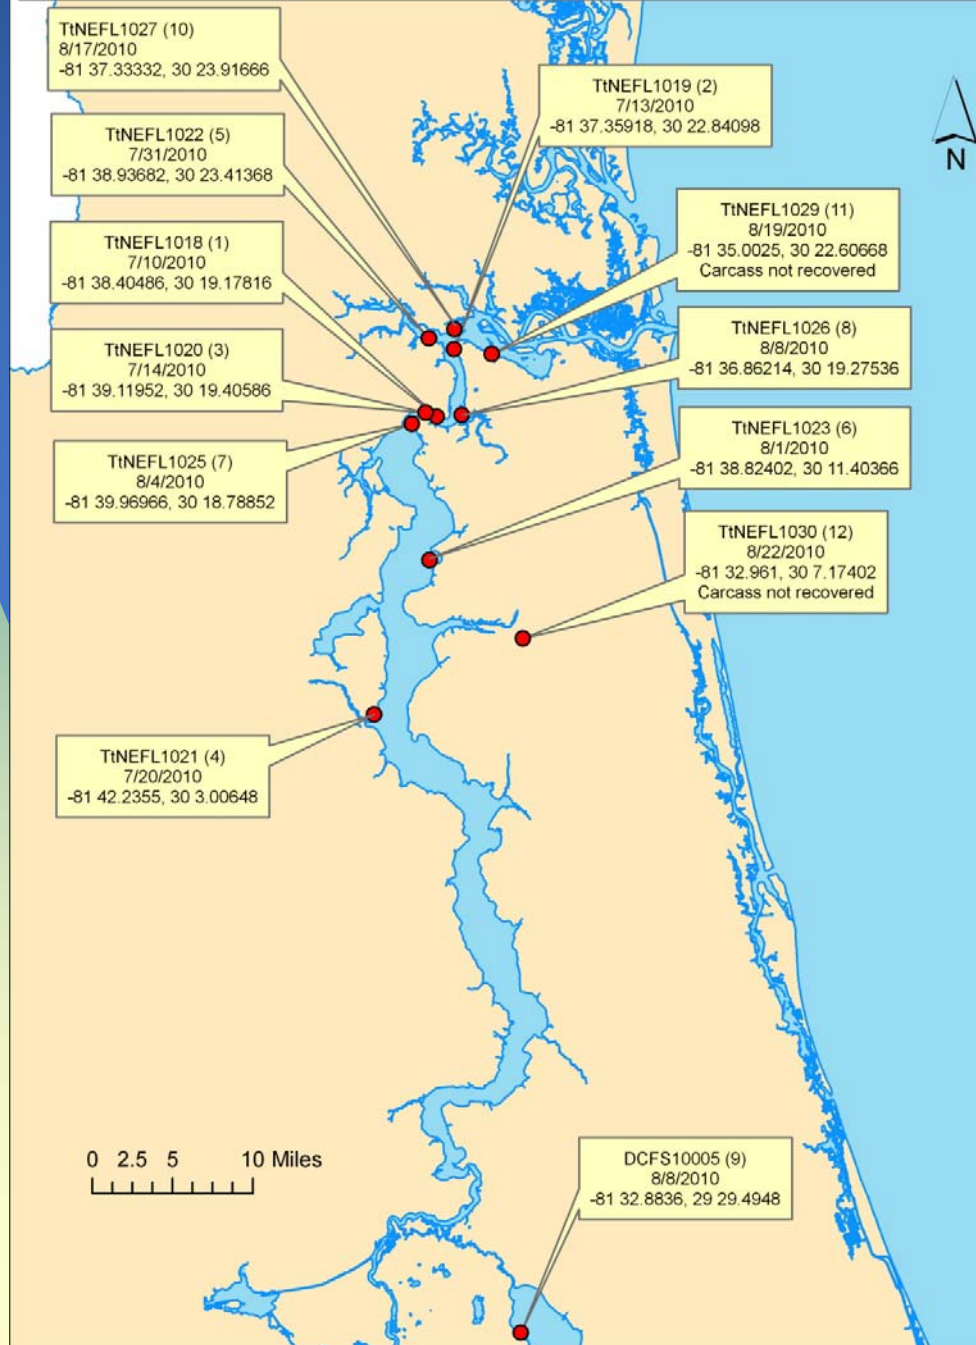 TtNEFL1027 (10)
8/17/2010
-81 37.33332, 30 23.91666
TtNEFL1019 (2)
7/13/2010
-81 37.35918, 30 22.84098
TtNEFL1022 (5)
7/31/2010
-81 38.93682, 30 23.41368
N
TtNEFL1029 (11)
8/19/2010
-81 35.0025, 30 22.60668
Carcass not recovered
TtNEFL1018 (1)
7/10/2010
-81 38.40486, 30 19.17816
TtNEFL1026 (8)
8/8/2010
-81 36.86214, 30 19.27536
TtNEFL1020 (3)
7/14/2010
-81 39.11952, 30 19.40586
TtNEFL1023 (6)
8/1/2010
-81 38.82402, 30 11.40366
TtNEFL1025 (7)
8/4/2010
-81 39.96966, 30 18.78852
TtNEFL1030 (12)
8/22/2010
-81 32.961, 30 7.17402
Carcass not recovered
TtNEFL1021 (4)
7/20/2010
-81 42.2355, 30 3.00648
0 2.5 5 10 Miles
DCFS10005 (9)
8/8/2010
-81 32.8836, 29 29.4948